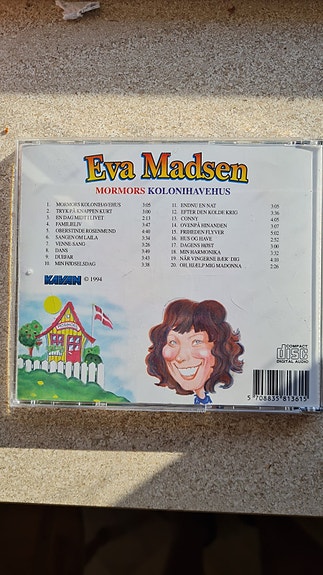 Eva Madsen
MORMORS KOLONIHAVEHUS
1. MORMORS KOLONIHAVEHUS 3:05
2. TRYK PÅ KNAPPEN KURT 3:00
3. EN DAG MIDT I LIVET 2:13
4. FAMILIELIV 3:43
5. OBERSTINDE ROSENMUND 4:40
6. SANGEN OM LAILA 3:34
7. VENNE-SANG 3:26
8. DANS 3:49
9. DUEFAR 3:45
10. MIN FØDSELSDAG 3:38
11. ENDNU EN NAT 3:05
12. EFTER DEN KOLDE KRIG 3:36
13. CONNY 4:05
14. OVENPÅ HINANDEN 3:07
15. FRIHEDEN FLYVER 5:02
16. HUS OG HAVE 2:52
17. DAGENS HØST 3:00
18. MIN HARMONIKA 3:32
19. NÅR VINGERNE BÆR' DIG 4:10
20. OH, HJÆLP MIG MADONNA 2:26
KAVAN © 1994
COMPACT
disc
DIGITAL AUDIO
5 708835 813615